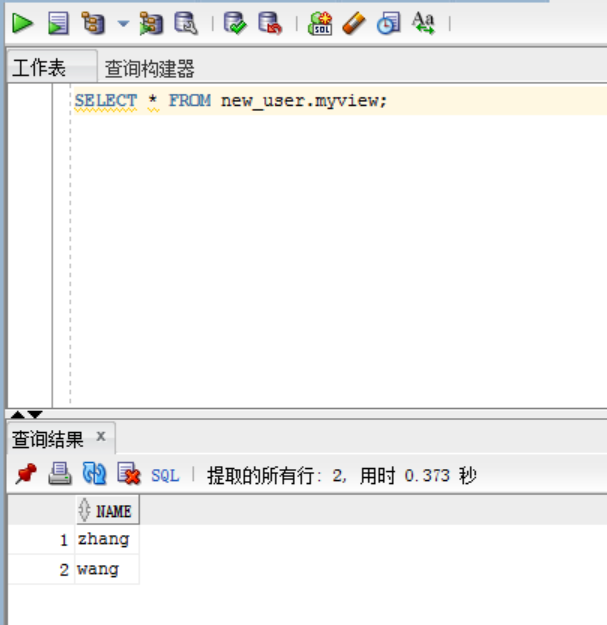 工作表 查询构建器
SELECT * FROM new_user.myview;
查询结果 x
SQL | 提取的所有行: 2, 用时 0.373 秒
NAME
1 zhang
2 wang